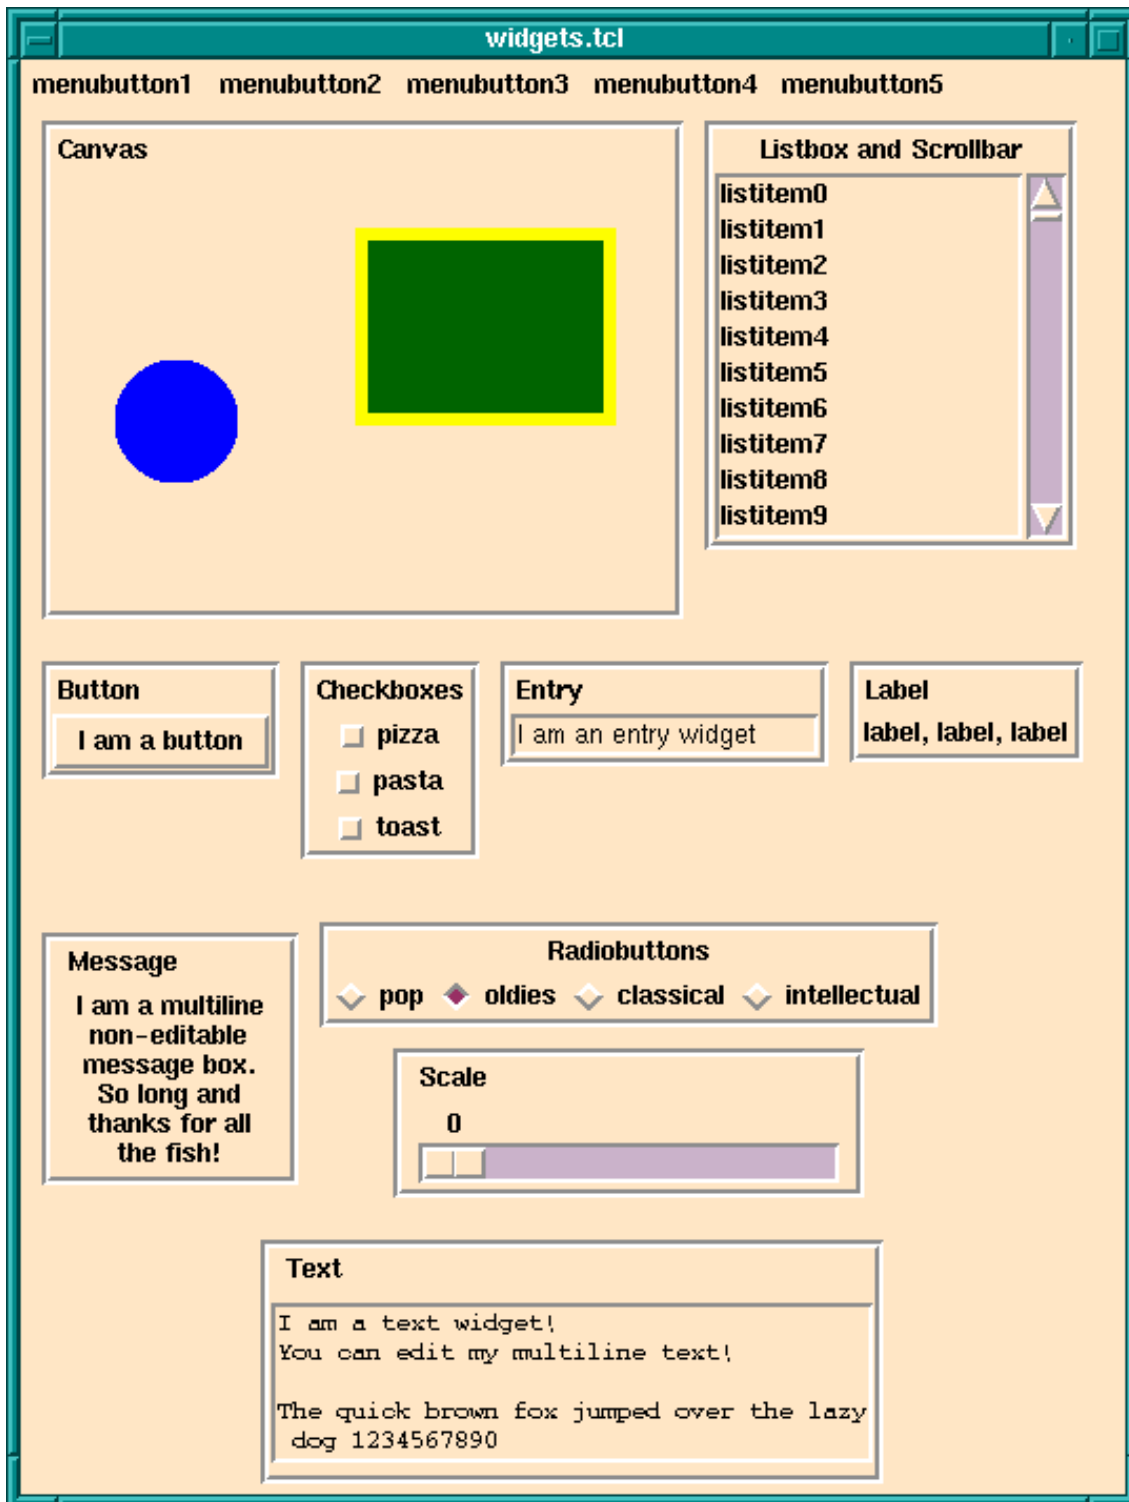 widgets.tcl
menubutton1 menubutton2 menubutton3 menubutton4 menubutton5
Canvas
Listbox and Scrollbar
listitem0
listitem1
listitem2
listitem3
listitem4
listitem5
listitem6
listitem7
listitem8
listitem9
Button
I am a button
Checkboxes
pizza
pasta
toast
Entry
I am an entry widget
Label
label, label, label
Message
I am a multiline
non-editable
message box.
So long and
thanks for all
the fish!
Radiobuttons
pop oldies classical intellectual
Scale
0
Text
I am a text widget!
You can edit my multiline text!
The quick brown fox jumped over the lazy
dog 1234567890